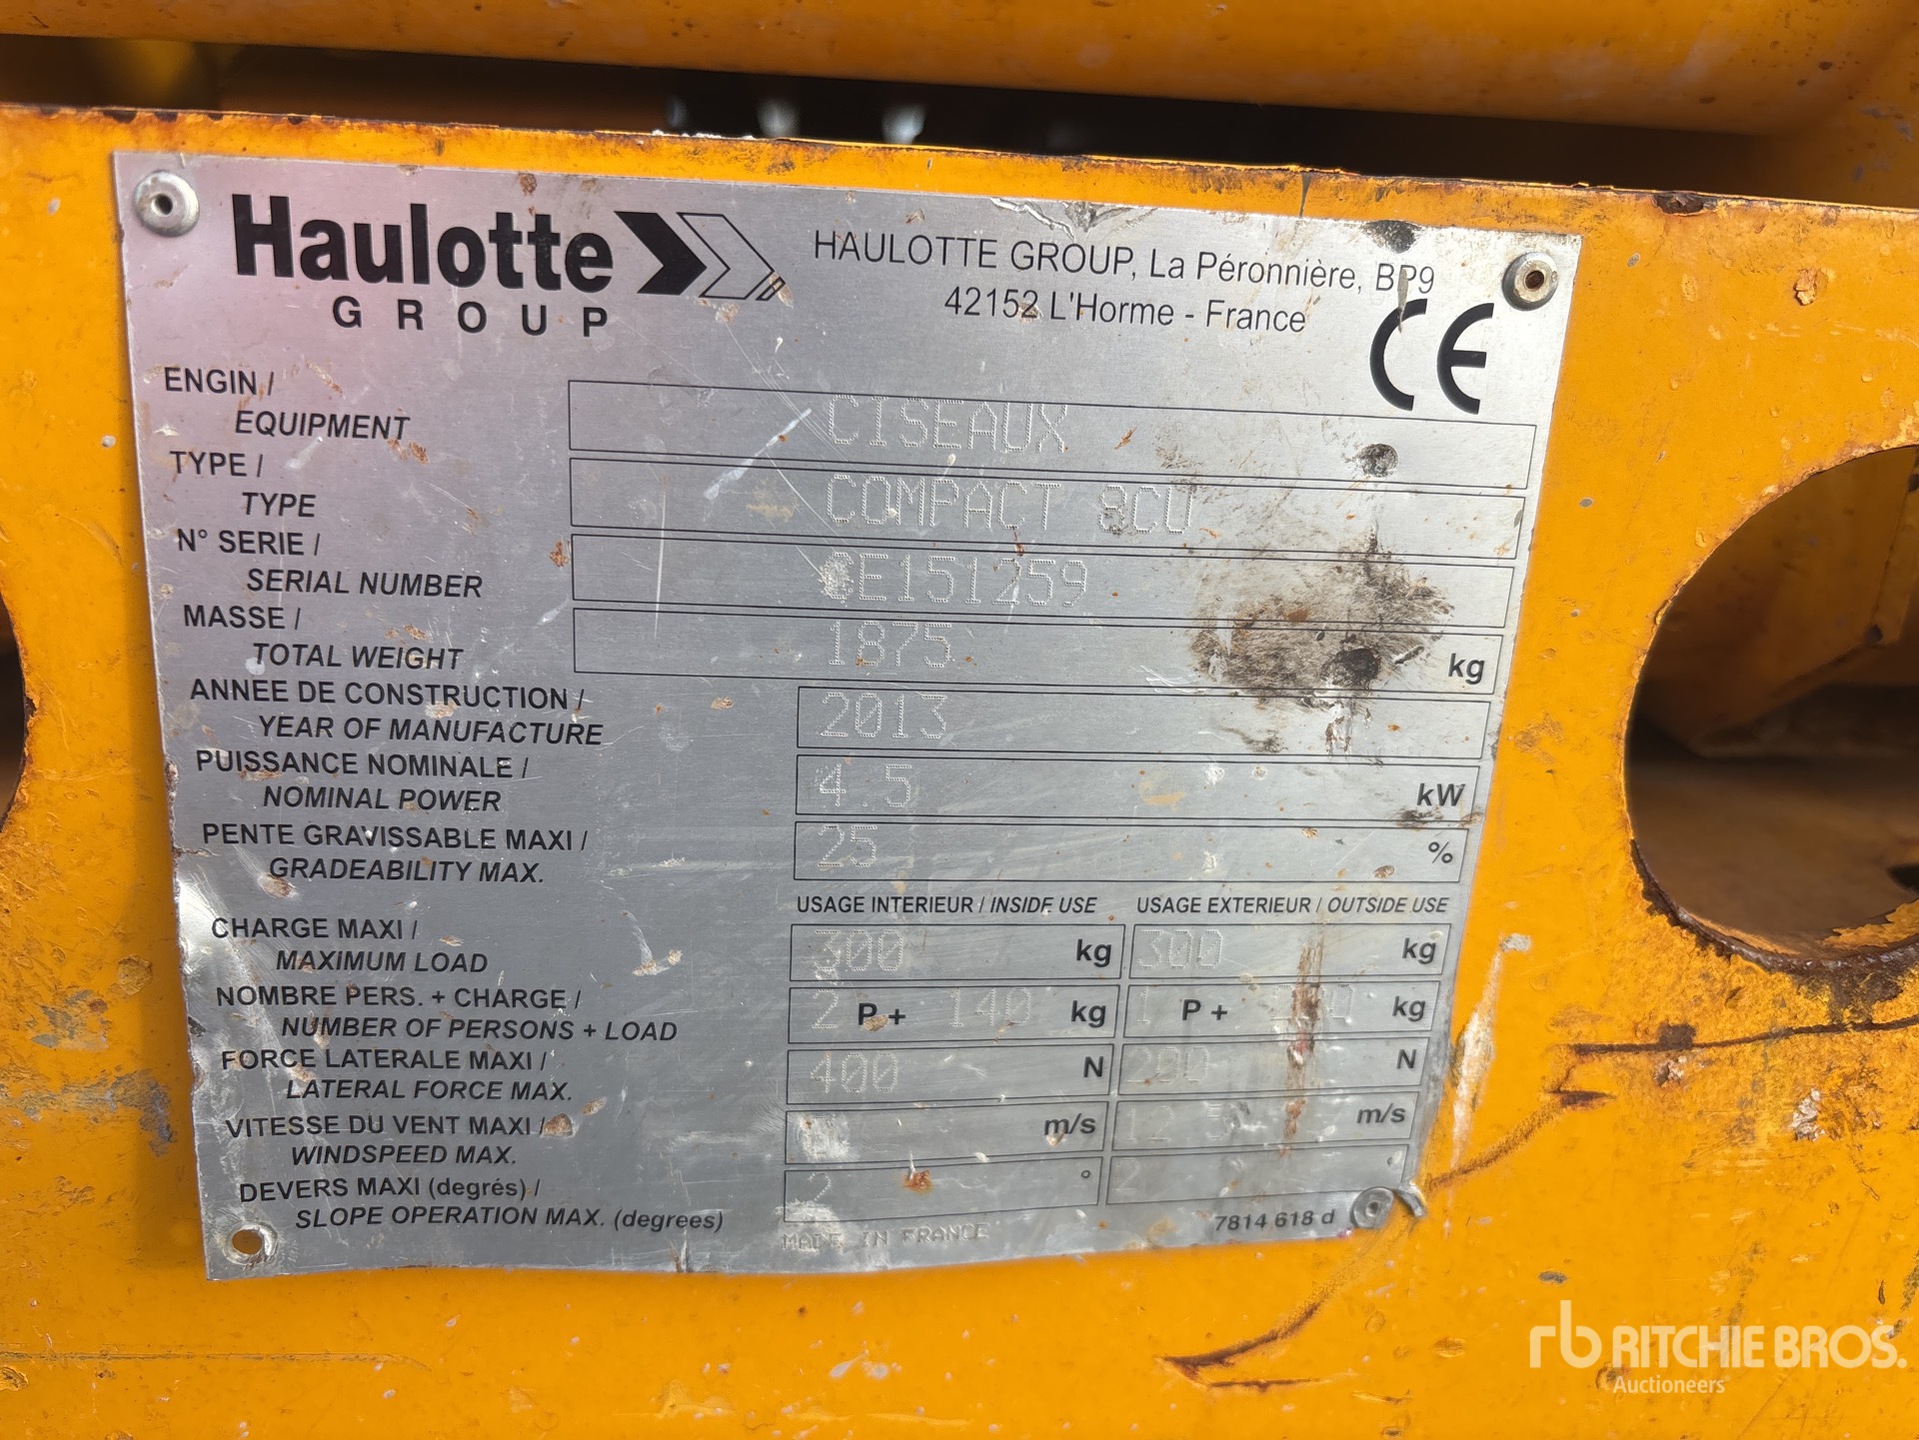 Haulotte
GROUP
HAULOTTE GROUP, La Péronnière, BP9
42152 L'Horme - France
CE
ENGIN /
EQUIPMENT
CISEAUX
TYPE /
TYPE
COMPACT 8CU
N° SERIE /
SERIAL NUMBER
CE151259
MASSE /
TOTAL WEIGHT
1875 kg
ANNEE DE CONSTRUCTION /
YEAR OF MANUFACTURE
2013
PUISSANCE NOMINALE /
NOMINAL POWER
4.5 kW
PENTE GRAVISSABLE MAXI /
GRADEABILITY MAX.
25 %
USAGE INTERIEUR / INSIDE USE USAGE EXTERIEUR / OUTSIDE USE
CHARGE MAXI /
MAXIMUM LOAD
300 kg 300 kg
NOMBRE PERS. + CHARGE /
NUMBER OF PERSONS + LOAD
2 P + 140 kg 1 P + kg
FORCE LATERALE MAXI /
LATERAL FORCE MAX.
400 N 200 N
VITESSE DU VENT MAXI /
WINDSPEED MAX.
m/s 12.5 m/s
DEVERS MAXI (degrés) /
SLOPE OPERATION MAX. (degrees)
2 ° 2 °
MADE IN FRANCE
7814 618 d
rb RITCHIE BROS.
Auctioneers